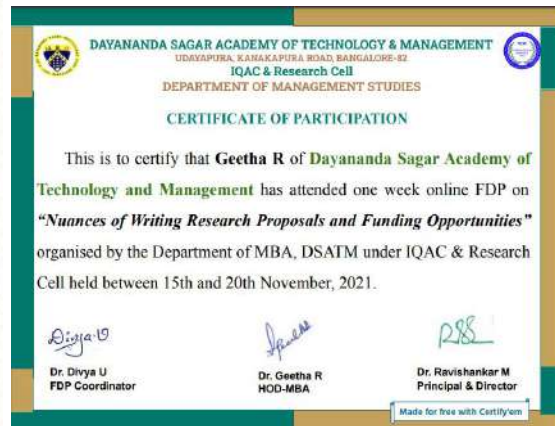 DAYANANDA SAGAR ACADEMY OF TECHNOLOGY & MANAGEMENT
UDAYAPURA, KANAKAPURA ROAD, BANGALORE-82
IQAC & Research Cell
DEPARTMENT OF MANAGEMENT STUDIES
CERTIFICATE OF PARTICIPATION
This is to certify that Geetha R of Dayananda Sagar Academy of
Technology and Management has attended one week online FDP on
“Nuances of Writing Research Proposals and Funding Opportunities”
organised by the Department of MBA, DSATM under IQAC & Research
Cell held between 15th and 20th November, 2021.
Divya.U
Dr. Divya U
FDP Coordinator
Dr. Geetha R
HOD-MBA
Dr. Ravishankar M
Principal & Director
Made for free with Certify'em